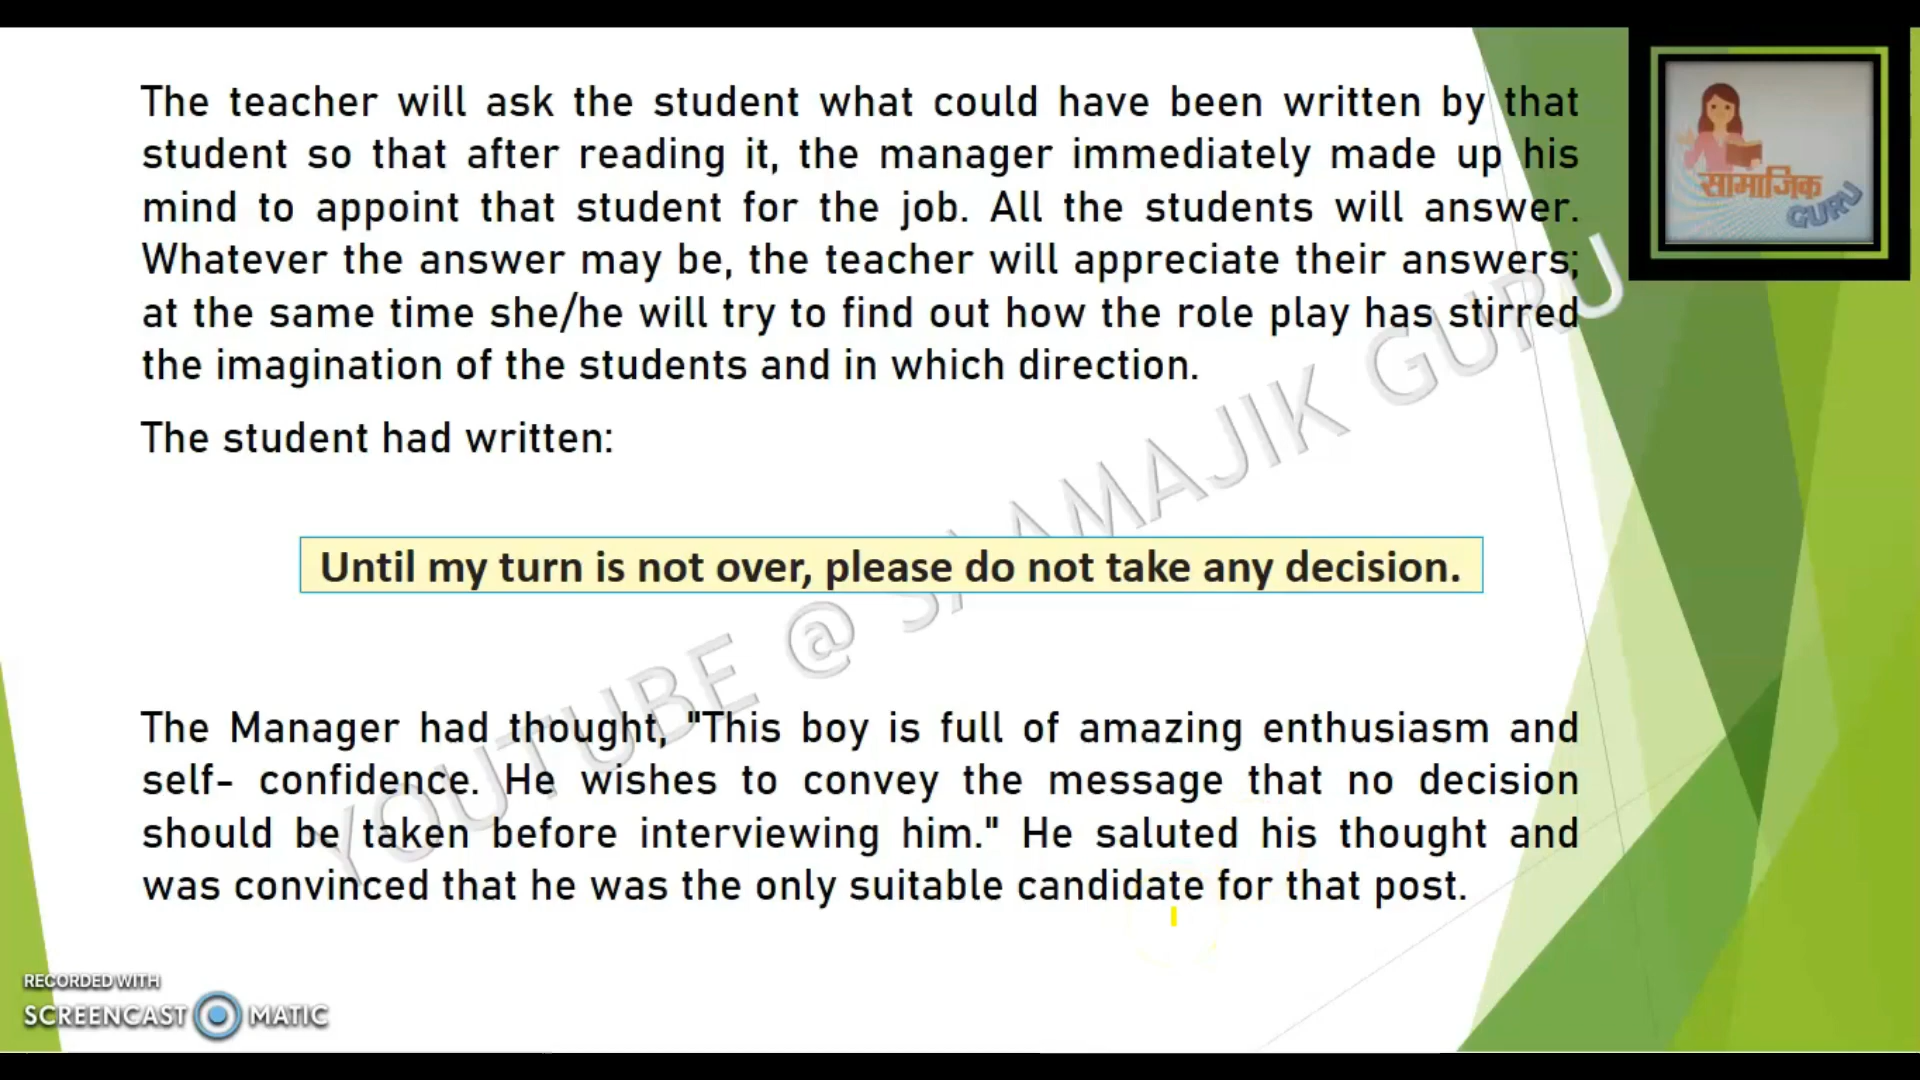 The teacher will ask the student what could have been written by that
student so that after reading it, the manager immediately made up his
mind to appoint that student for the job. All the students will answer.
Whatever the answer may be, the teacher will appreciate their answers;
at the same time she/he will try to find out how the role play has stirred
the imagination of the students and in which direction.
The student had written:
Until my turn is not over, please do not take any decision.
The Manager had thought, "This boy is full of amazing enthusiasm and
self- confidence. He wishes to convey the message that no decision
should be taken before interviewing him." He saluted his thought and
was convinced that he was the only suitable candidate for that post.
YOUTUBE @ SAAMAJIK GURU
सामाजिक
GURU
RECORDED WITH
SCREENCAST MATIC